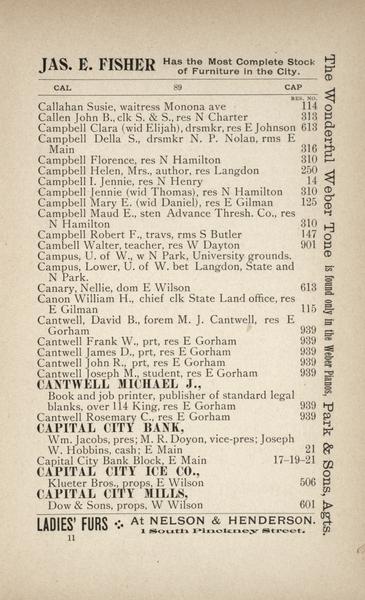 JAS. E. FISHER Has the Most Complete Stock
of Furniture in the City.
CAL 89 CAP
RES. NO.
Callahan Susie, waitress Monona ave 114
Callen John B., clk S. & S., res N Charter 313
Campbell Clara (wid Elijah), drsmkr, res E Johnson 613
Campbell Della S., drsmkr N. P. Nolan, rms E
Main 316
Campbell Florence, res N Hamilton 310
Campbell Helen, Mrs., author, res Langdon 250
Campbell I. Jennie, res N Henry 14
Campbell Jennie (wid Thomas), res N Hamilton 310
Campbell Mary E. (wid Daniel), res E Gilman 125
Campbell Maud E., sten Advance Thresh. Co., res
N Hamilton 310
Campbell Robert F., travs, rms S Butler 147
Cambell Walter, teacher, res W Dayton 901
Campus, U. of W., w N Park, University grounds.
Campus, Lower, U. of W. bet Langdon, State and
N Park.
Canary, Nellie, dom E Wilson 613
Canon William H., chief clk State Land office, res
E Gilman 115
Cantwell, David B., forem M. J. Cantwell, res E
Gorham 939
Cantwell Frank W., prt, res E Gorham 939
Cantwell James D., prt, res E Gorham 939
Cantwell John R., prt, res E Gorham 939
Cantwell Joseph M., student, res E Gorham 939
CANTWELL MICHAEL J.,
Book and job printer, publisher of standard legal
blanks, over 114 King, res E Gorham 939
Cantwell Rosemary C., res E Gorham 939
CAPITAL CITY BANK,
Wm. Jacobs, pres; M. R. Doyon, vice-pres; Joseph
W. Hobbins, cash; E Main 21
Capital City Bank Block, E Main 17-19-21
CAPITAL CITY ICE CO.,
Klueter Bros., props, E Wilson 506
CAPITAL CITY MILLS,
Dow & Sons, props, W Wilson 601
LADIES' FURS At NELSON & HENDERSON.
1 South Pinckney Street.
11
The Wonderful Weber Tone is found only in the Weber Pianos, Park & Sons, Agts.